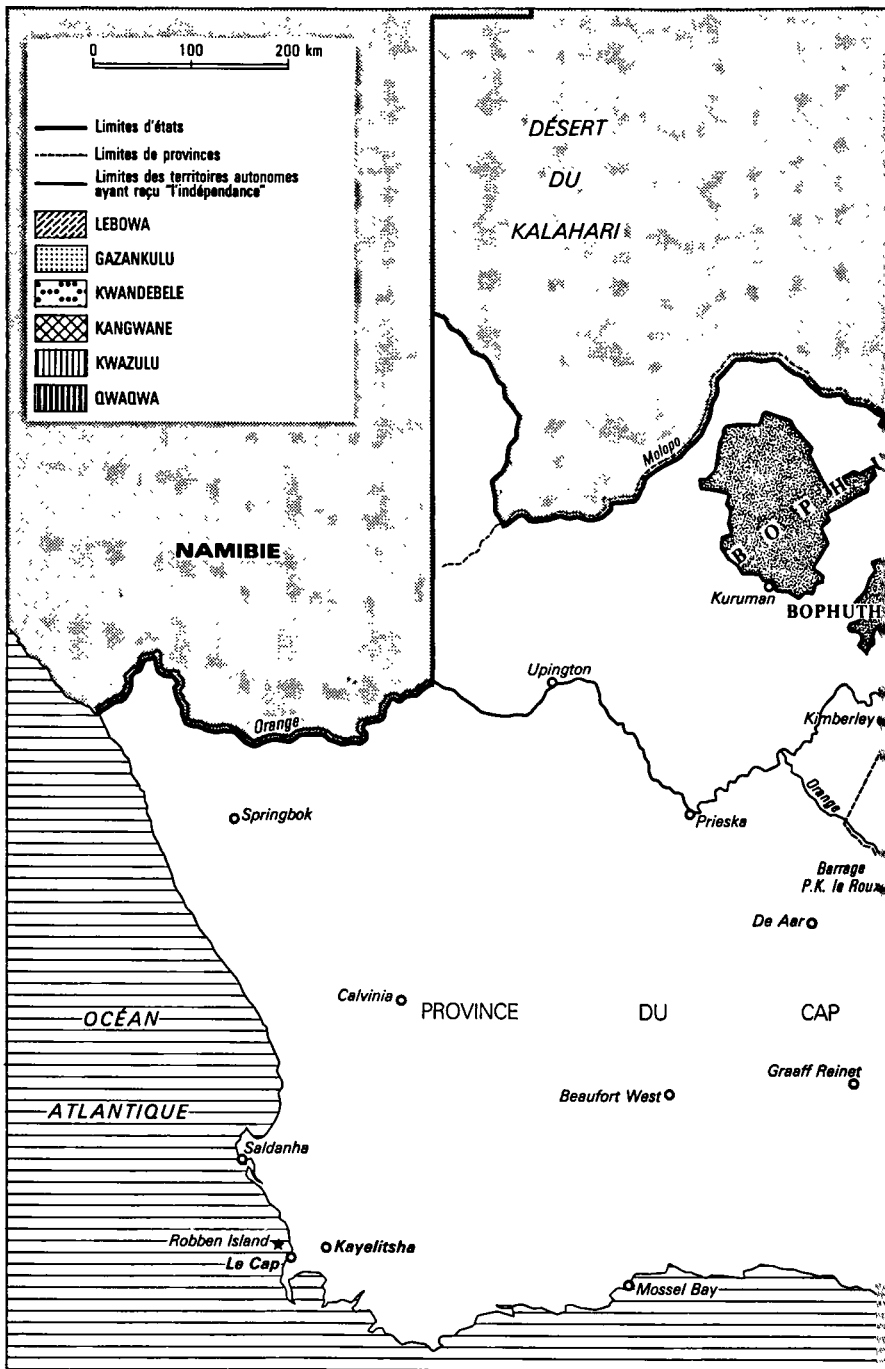 0 100 200 km
Limites d'états
Limites de provinces
Limites des territoires autonomes
ayant reçu "l'indépendance"
LEBOWA
GAZANKULU
KWANDEBELE
KANGWANE
KWAZULU
QWAQWA
DÉSERT
DU
KALAHARI
Molopo
NAMIBIE
BOPHU
Kuruman
BOPHUTH
Upington
Orange
Kimberley
Springbok
Prieska
Orange
Barrage
P.K. le Roux
De Aar
Calvinia
PROVINCE DU CAP
OCÉAN
ATLANTIQUE
Graaff Reinet
Beaufort West
Saldanha
Robben Island
Kayelitsha
Le Cap
Mossel Bay